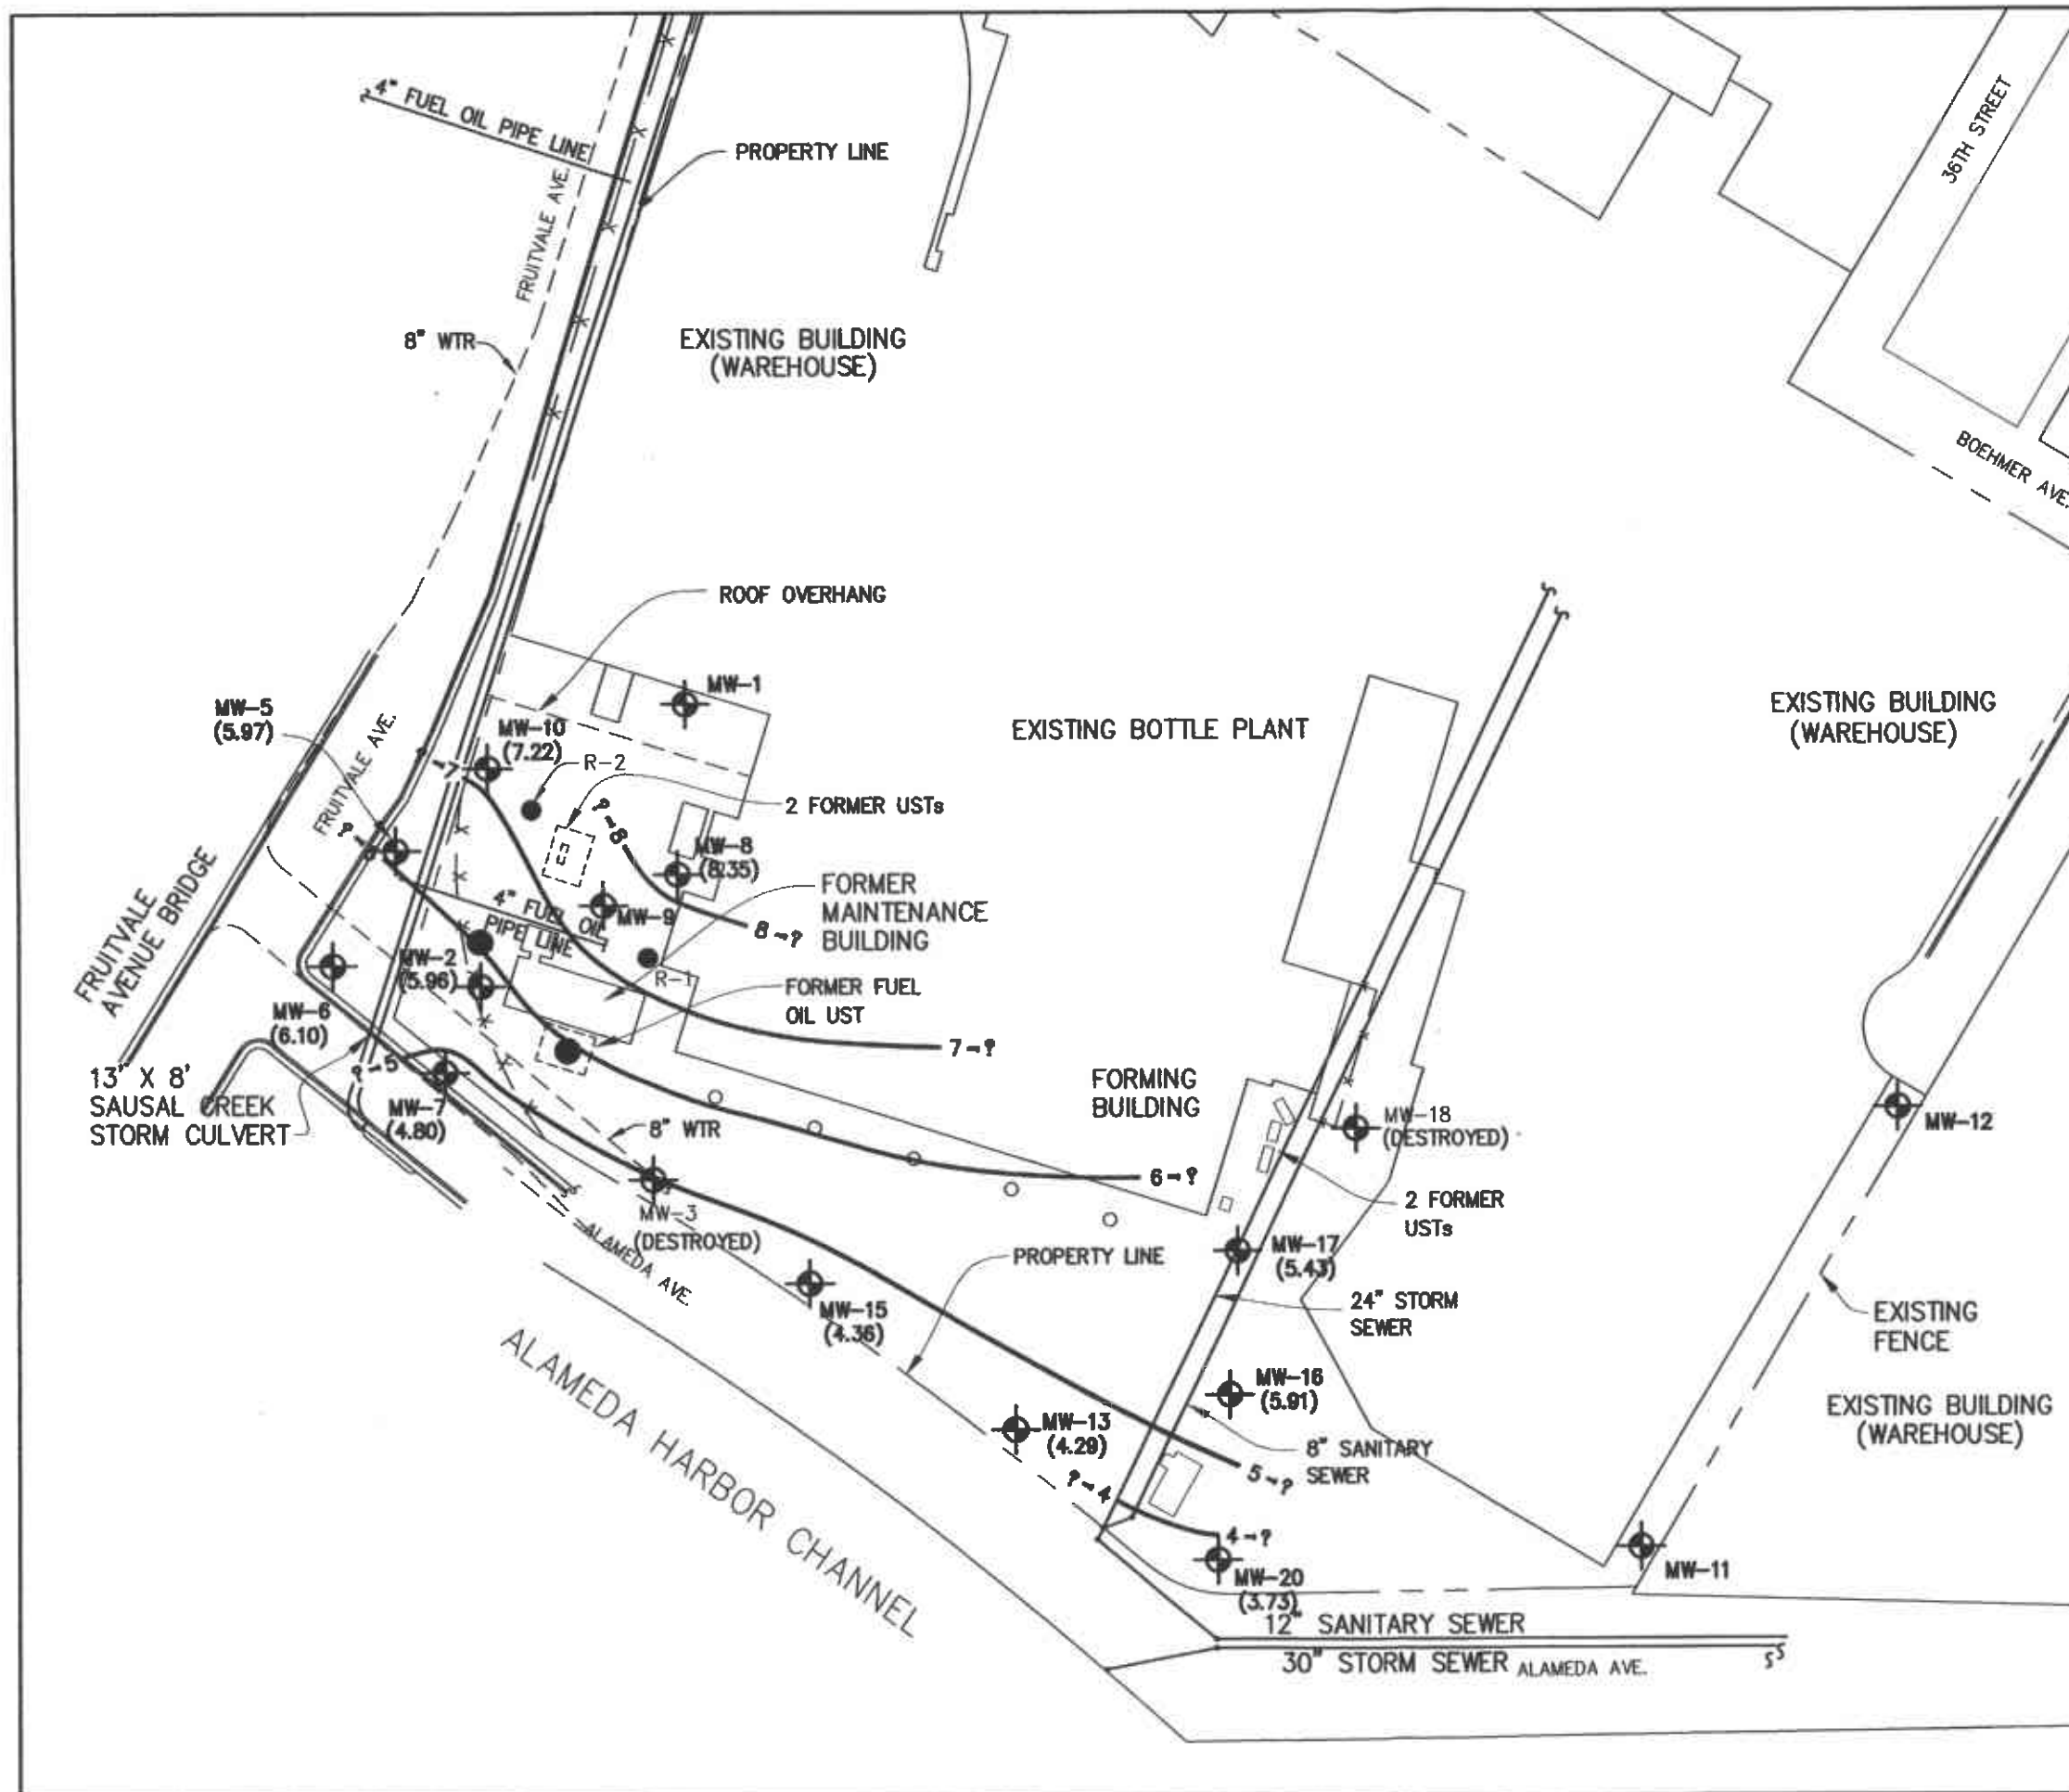 4" FUEL OIL PIPE LINE
PROPERTY LINE
FRUITVALE AVE.
36TH STREET
8" WTR
EXISTING BUILDING
(WAREHOUSE)
BOEHMER AVE.
ROOF OVERHANG
MW-1
MW-5
(5.97)
MW-10
(7.22)
EXISTING BOTTLE PLANT
EXISTING BUILDING
(WAREHOUSE)
FRUITVALE AVE.
7
R-2
2 FORMER USTs
?-8
?
MW-8
(8.35)
FRUITVALE
AVENUE BRIDGE
4" FUEL OIL
PIPE LINE
MW-9
FORMER
MAINTENANCE
BUILDING
8-?
MW-2
(5.96)
R-1
FORMER FUEL
OIL UST
MW-6
(6.10)
7-?
?-5
13' X 8'
SAUSAL CREEK
STORM CULVERT
MW-7
(4.80)
8" WTR
FORMING
BUILDING
MW-18
(DESTROYED)
MW-12
6-?
2 FORMER
USTs
MW-3
(DESTROYED)
ALAMEDA AVE.
PROPERTY LINE
MW-17
(5.43)
MW-15
(4.36)
24" STORM
SEWER
EXISTING
FENCE
ALAMEDA HARBOR CHANNEL
MW-16
(5.91)
EXISTING BUILDING
(WAREHOUSE)
MW-13
(4.29)
8" SANITARY
SEWER
5-?
?-4
4-?
MW-20
(3.73)
MW-11
12" SANITARY SEWER
30" STORM SEWER
ALAMEDA AVE.